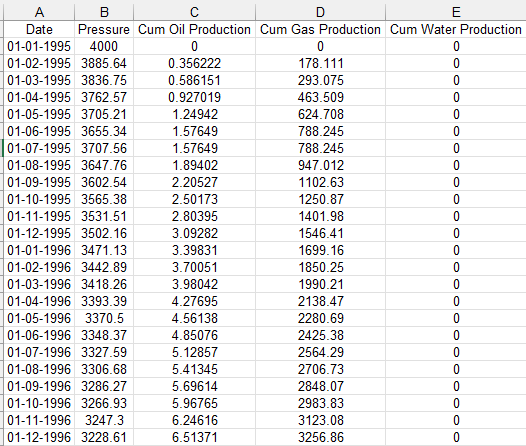 A B C D E
Date Pressure Cum Oil Production Cum Gas Production Cum Water Production
01-01-1995 4000 0 0 0
01-02-1995 3885.64 0.356222 178.111 0
01-03-1995 3836.75 0.586151 293.075 0
01-04-1995 3762.57 0.927019 463.509 0
01-05-1995 3705.21 1.24942 624.708 0
01-06-1995 3655.34 1.57649 788.245 0
01-07-1995 3707.56 1.57649 788.245 0
01-08-1995 3647.76 1.89402 947.012 0
01-09-1995 3602.54 2.20527 1102.63 0
01-10-1995 3565.38 2.50173 1250.87 0
01-11-1995 3531.51 2.80395 1401.98 0
01-12-1995 3502.16 3.09282 1546.41 0
01-01-1996 3471.13 3.39831 1699.16 0
01-02-1996 3442.89 3.70051 1850.25 0
01-03-1996 3418.26 3.98042 1990.21 0
01-04-1996 3393.39 4.27695 2138.47 0
01-05-1996 3370.5 4.56138 2280.69 0
01-06-1996 3348.37 4.85076 2425.38 0
01-07-1996 3327.59 5.12857 2564.29 0
01-08-1996 3306.68 5.41345 2706.73 0
01-09-1996 3286.27 5.69614 2848.07 0
01-10-1996 3266.93 5.96765 2983.83 0
01-11-1996 3247.3 6.24616 3123.08 0
01-12-1996 3228.61 6.51371 3256.86 0